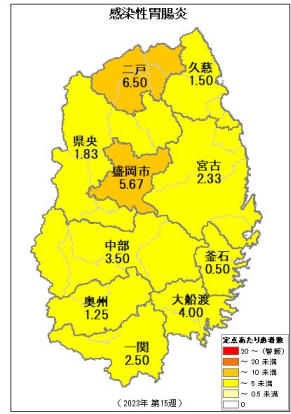 感染性胃腸炎
二戸
6.50
久慈
1.50
県央
1.83
盛岡市
5.67
宮古
2.33
中部
3.50
釜石
0.50
奥州
1.25
大船渡
4.00
一関
2.50
定点あたり患者数
20 ～ (警報)
～ 20 未満
～ 10 未満
～ 5 未満
～ 0.5 未満
0
（2023年 第15週）